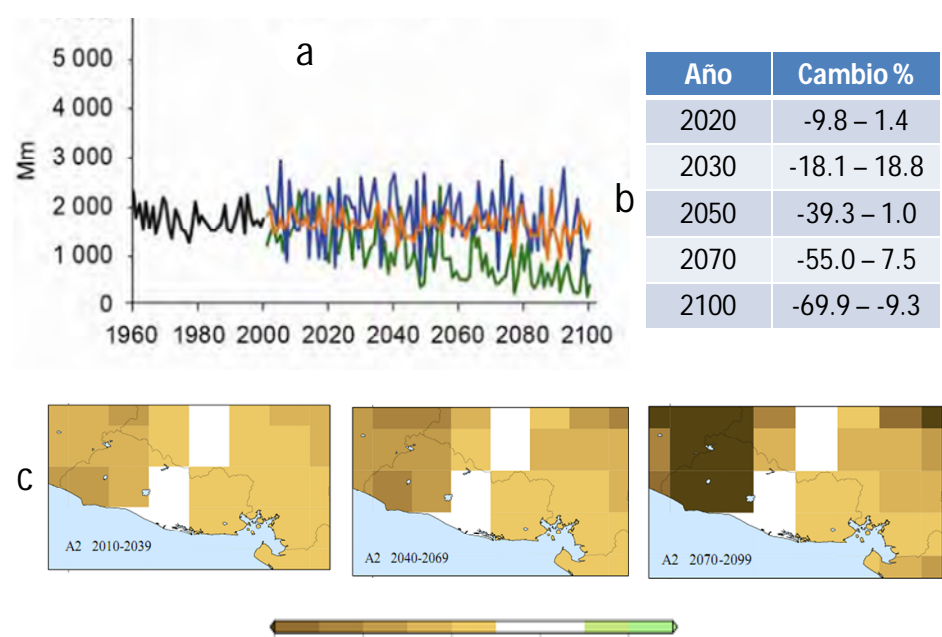 a
5 000
4 000
3 000
2 000
1 000
0
Mm
1960 1980 2000 2020 2040 2060 2080 2100
b
Año Cambio %
2020 -9.8 – 1.4
2030 -18.1 – 18.8
2050 -39.3 – 1.0
2070 -55.0 – 7.5
2100 -69.9 – -9.3
c
A2 2010-2039
A2 2040-2069
A2 2070-2099